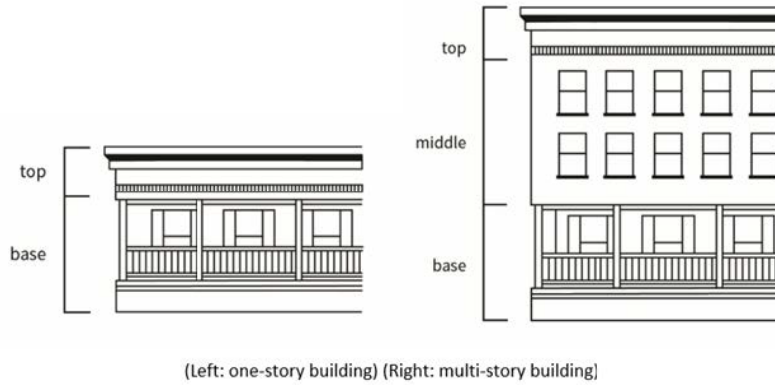 top
base
top
middle
base
(Left: one-story building) (Right: multi-story building)